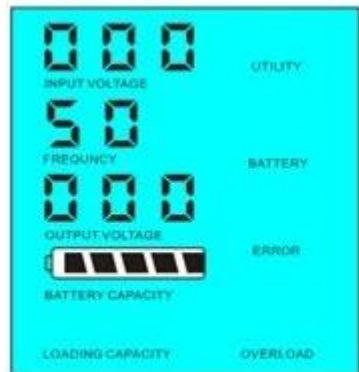 000
UTILITY
INPUT VOLTAGE
50
FREQUNCY
BATTERY
000
OUTPUT VOLTAGE
ERROR
BATTERY CAPACITY
LOADING CAPACITY OVERLOAD